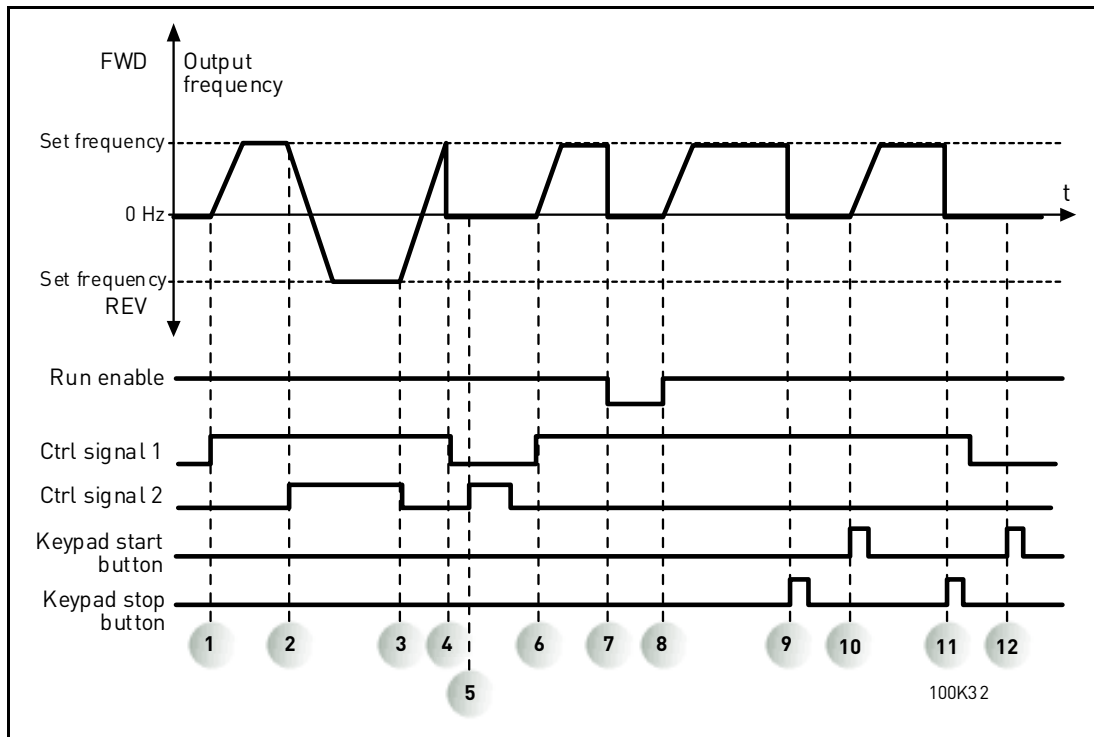 FWD
Output
frequency
Set frequency
t
0 Hz
Set frequency
REV
Run enable
Ctrl signal 1
Ctrl signal 2
Keypad start
button
Keypad stop
button
1 2 3 4 6 7 8 9 10 11 12
5
100K32